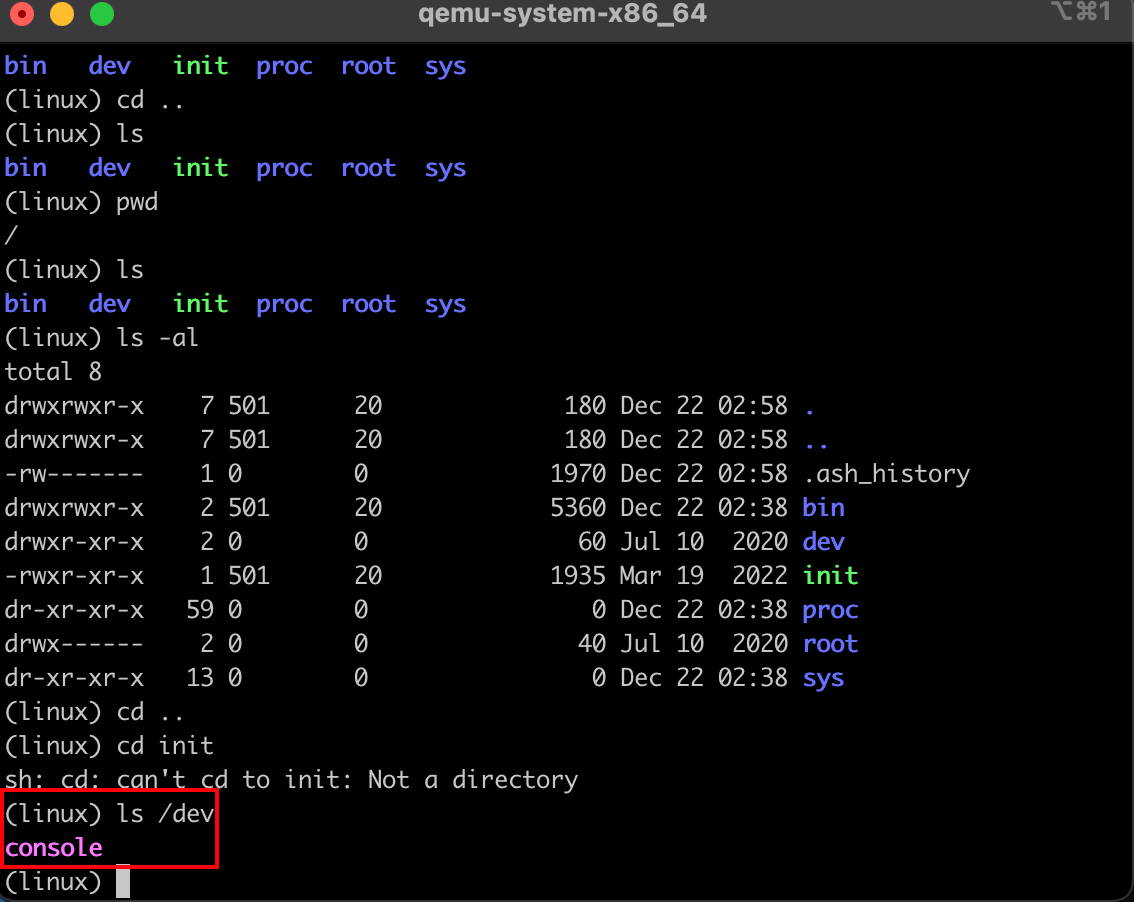 qemu-system-x86_64 ⌥⌘1
bin dev init proc root sys
(linux) cd ..
(linux) ls
bin dev init proc root sys
(linux) pwd
/
(linux) ls
bin dev init proc root sys
(linux) ls -al
total 8
drwxrwxr-x 7 501 20 180 Dec 22 02:58 .
drwxrwxr-x 7 501 20 180 Dec 22 02:58 ..
-rw------- 1 0 0 1970 Dec 22 02:58 .ash_history
drwxrwxr-x 2 501 20 5360 Dec 22 02:38 bin
drwxr-xr-x 2 0 0 60 Jul 10 2020 dev
-rwxr-xr-x 1 501 20 1935 Mar 19 2022 init
dr-xr-xr-x 59 0 0 0 Dec 22 02:38 proc
drwx------ 2 0 0 40 Jul 10 2020 root
dr-xr-xr-x 13 0 0 0 Dec 22 02:38 sys
(linux) cd ..
(linux) cd init
sh: cd: can't cd to init: Not a directory
(linux) ls /dev
console
(linux)